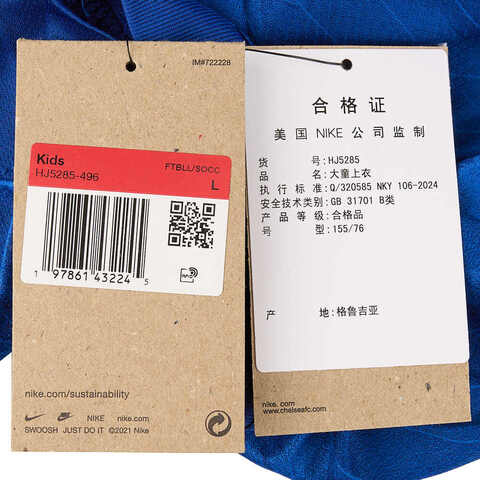 IM#722228
Kids
HJ5285-496
FTBLL/SOCC
L
1 97861 43224 5
nike.com/sustainability
NIKE nike.com
SWOOSH JUST DO IT ©2021 Nike
合格证
美国NIKE公司监制
货号:HJ5285
品名:大童上衣
执行标准:Q/320585 NKY 106-2024
安全技术类别:GB 31701 B类
产品等级:合格品
型号:155/76
产地:格鲁吉亚
nike.com
www.chelseafc.com